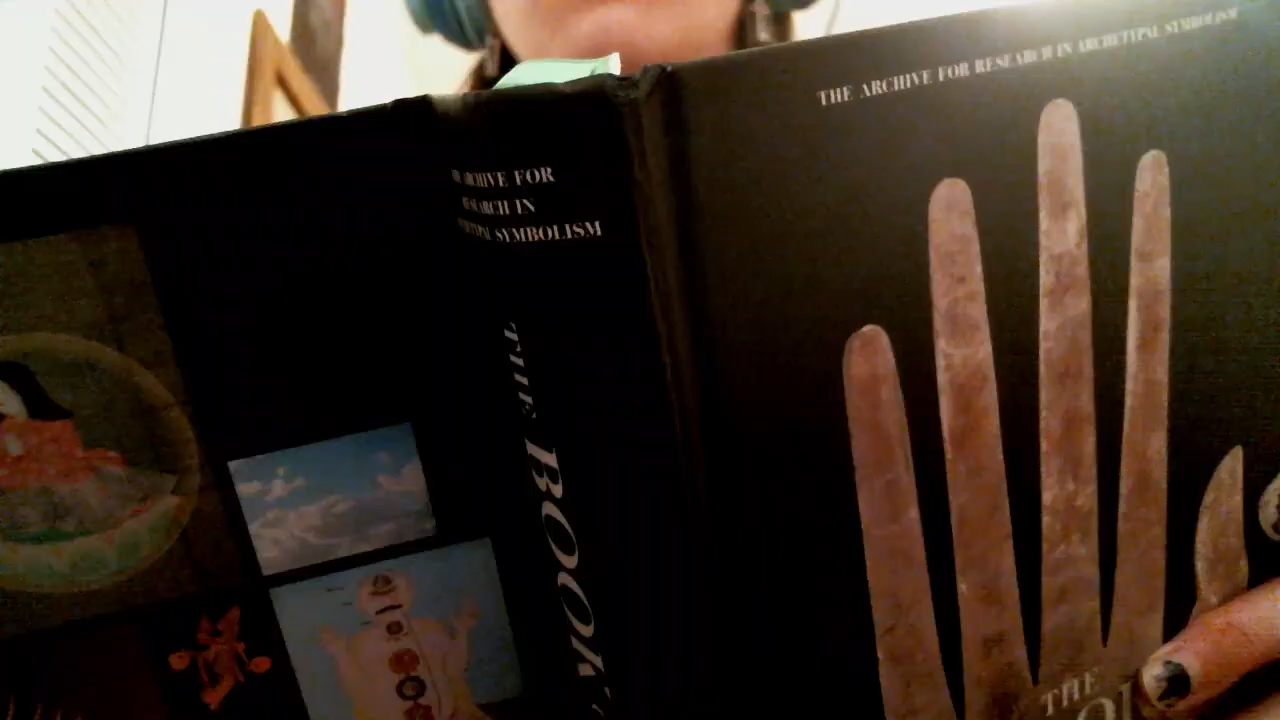 THE ARCHIVE FOR RESEARCH IN ARCHETYPAL SYMBOLISM
ARCHIVE FOR
RESEARCH IN
SYMBOLISM
THE BOOK
THE